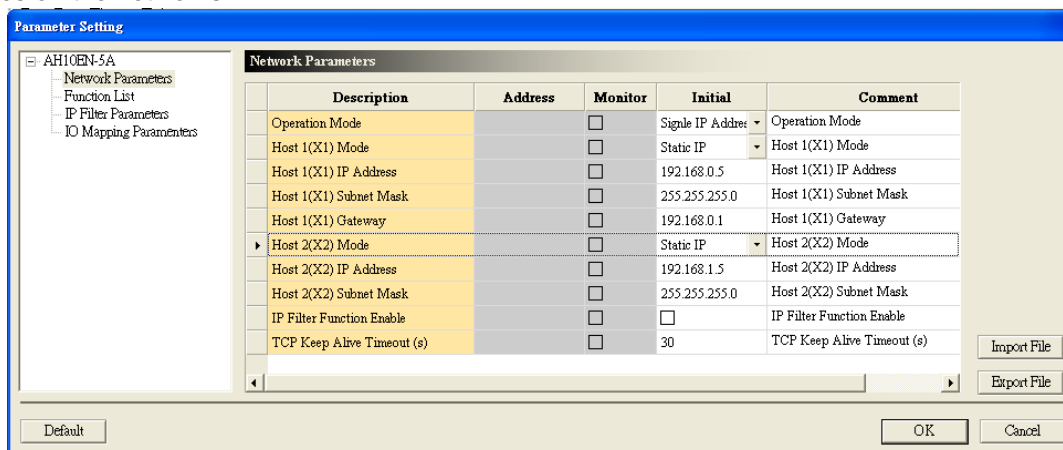 Parameter Setting
AH10EN-5A
Network Parameters
Function List
IP Filter Parameters
IO Mapping Paramenters
Network Parameters
Description Address Monitor Initial Comment
Operation Mode Signle IP Addres Operation Mode
Host 1(X1) Mode Static IP Host 1(X1) Mode
Host 1(X1) IP Address 192.168.0.5 Host 1(X1) IP Address
Host 1(X1) Subnet Mask 255.255.255.0 Host 1(X1) Subnet Mask
Host 1(X1) Gateway 192.168.0.1 Host 1(X1) Gateway
Host 2(X2) Mode Static IP Host 2(X2) Mode
Host 2(X2) IP Address 192.168.1.5 Host 2(X2) IP Address
Host 2(X2) Subnet Mask 255.255.255.0 Host 2(X2) Subnet Mask
IP Filter Function Enable IP Filter Function Enable
TCP Keep Alive Timeout (s) 30 TCP Keep Alive Timeout (s)
Import File
Export File
Default OK Cancel